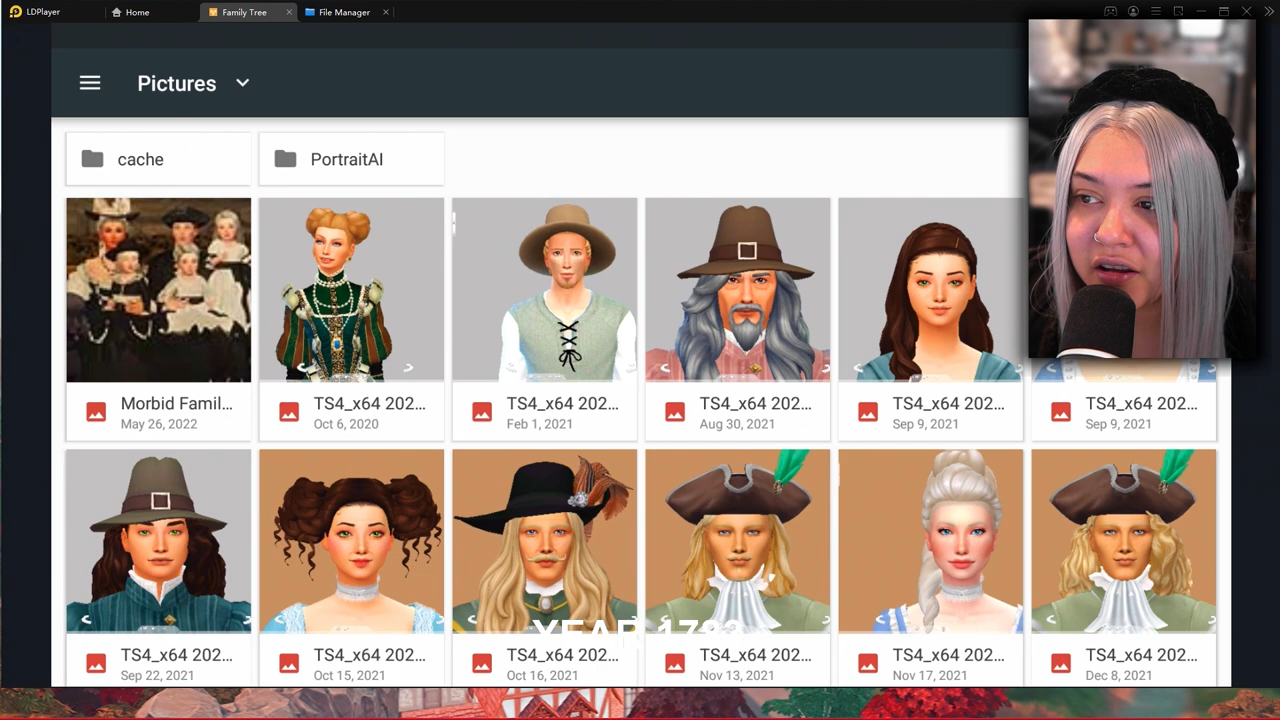 LDPlayer
Home
Family Tree
File Manager
Pictures
cache
PortraitAI
Morbid Famil...
May 26, 2022
TS4_x64 202...
Oct 6, 2020
TS4_x64 202...
Feb 1, 2021
TS4_x64 202...
Aug 30, 2021
TS4_x64 202...
Sep 9, 2021
TS4_x64 202...
Sep 9, 2021
TS4_x64 202...
Sep 22, 2021
TS4_x64 202...
Oct 15, 2021
TS4_x64 202...
Oct 16, 2021
TS4_x64 202...
Nov 13, 2021
TS4_x64 202...
Nov 17, 2021
TS4_x64 202...
Dec 8, 2021
YEAR